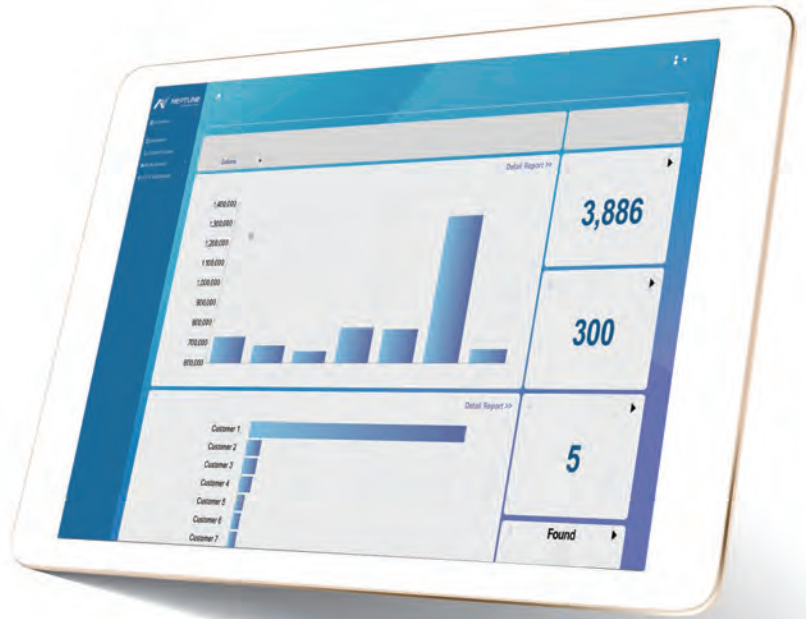 NEPTUNE
Gallons
Detail Report >>
1,400,000
1,300,000
1,200,000
1,100,000
1,000,000
900,000
800,000
700,000
600,000
3,886
300
Detail Report >>
Customer 1
Customer 2
Customer 3
Customer 4
Customer 5
Customer 6
Customer 7
5
Found